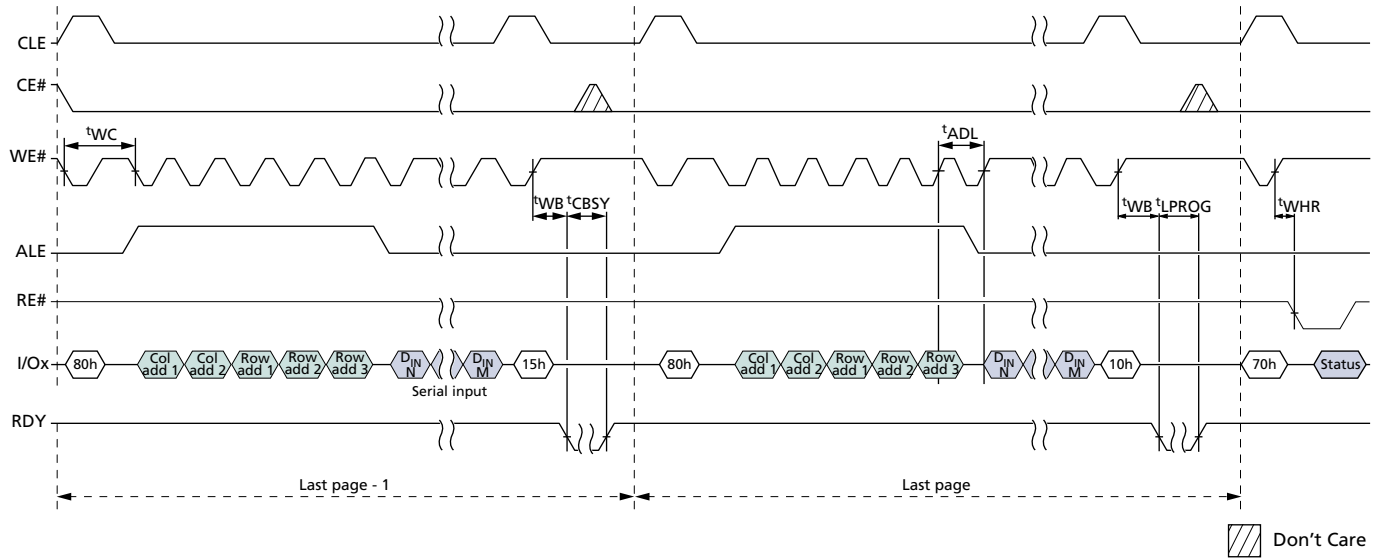 CLE
CE#
tWC
tADL
WE#
tWB tCBSY
tWB tLPROG
tWHR
ALE
RE#
I/Ox
80h
Col add 1
Col add 2
Row add 1
Row add 2
Row add 3
DIN N
DIN M
15h
80h
Col add 1
Col add 2
Row add 1
Row add 2
Row add 3
DIN N
DIN M
10h
70h
Status
Serial input
RDY
Last page - 1
Last page
Don't Care